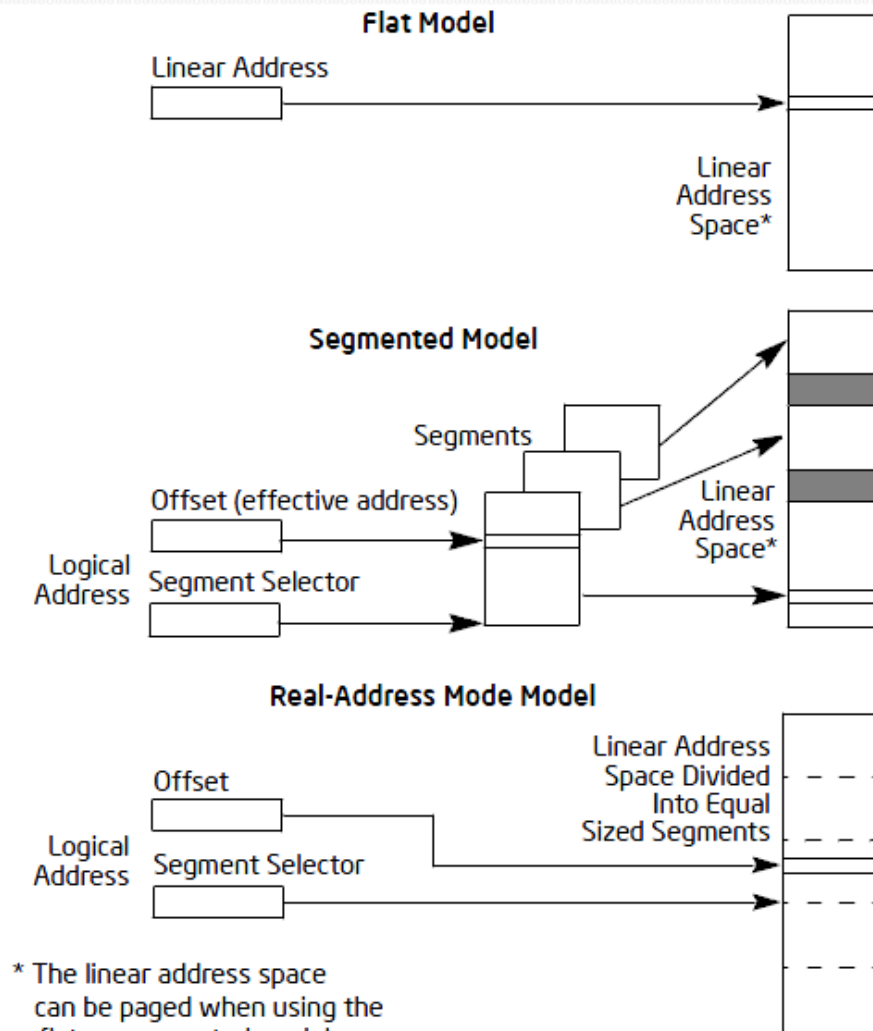 Flat Model
Linear Address
Linear
Address
Space*
Segmented Model
Segments
Offset (effective address)
Logical
Address
Segment Selector
Linear
Address
Space*
Real-Address Mode Model
Linear Address
Space Divided
Into Equal
Sized Segments
Offset
Logical
Address
Segment Selector
* The linear address space
can be paged when using the